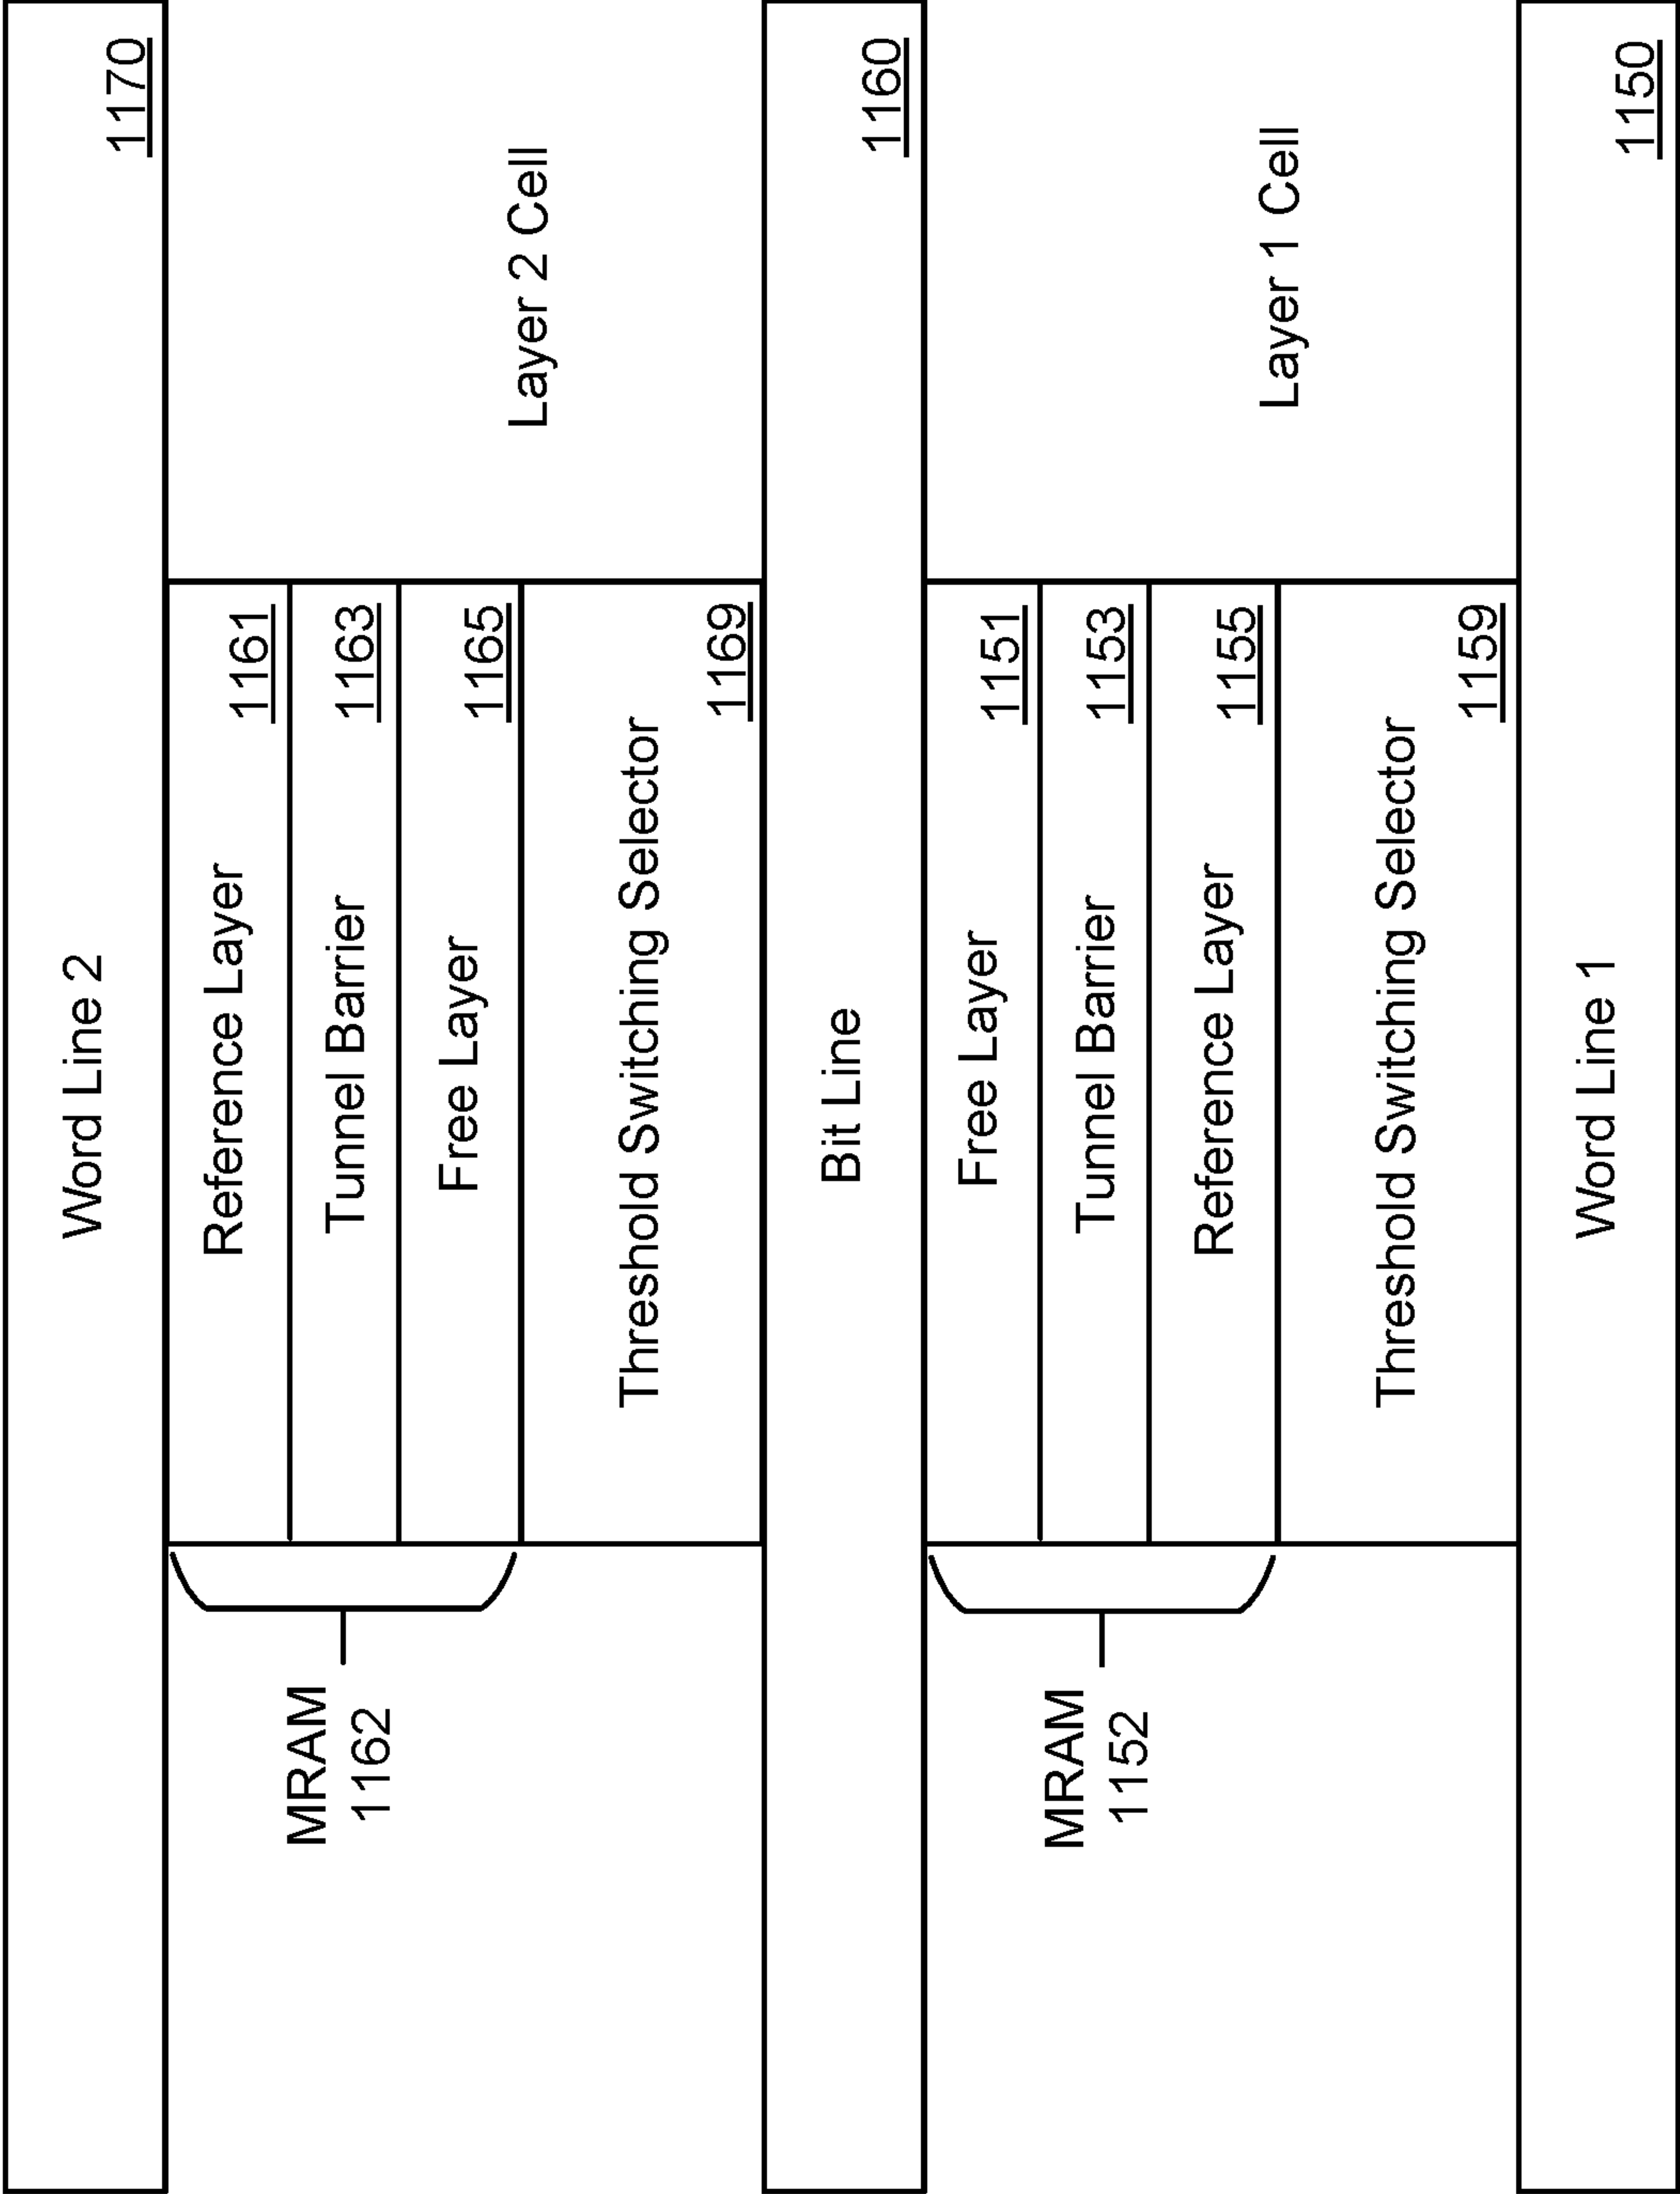 Word Line 2
1170
Reference Layer
1161
Tunnel Barrier
1163
Free Layer
1165
MRAM
1162
Layer 2 Cell
Threshold Switching Selector
1169
Bit Line
1160
Free Layer
1151
Tunnel Barrier
1153
Reference Layer
1155
MRAM
1152
Layer 1 Cell
Threshold Switching Selector
1159
Word Line 1
1150